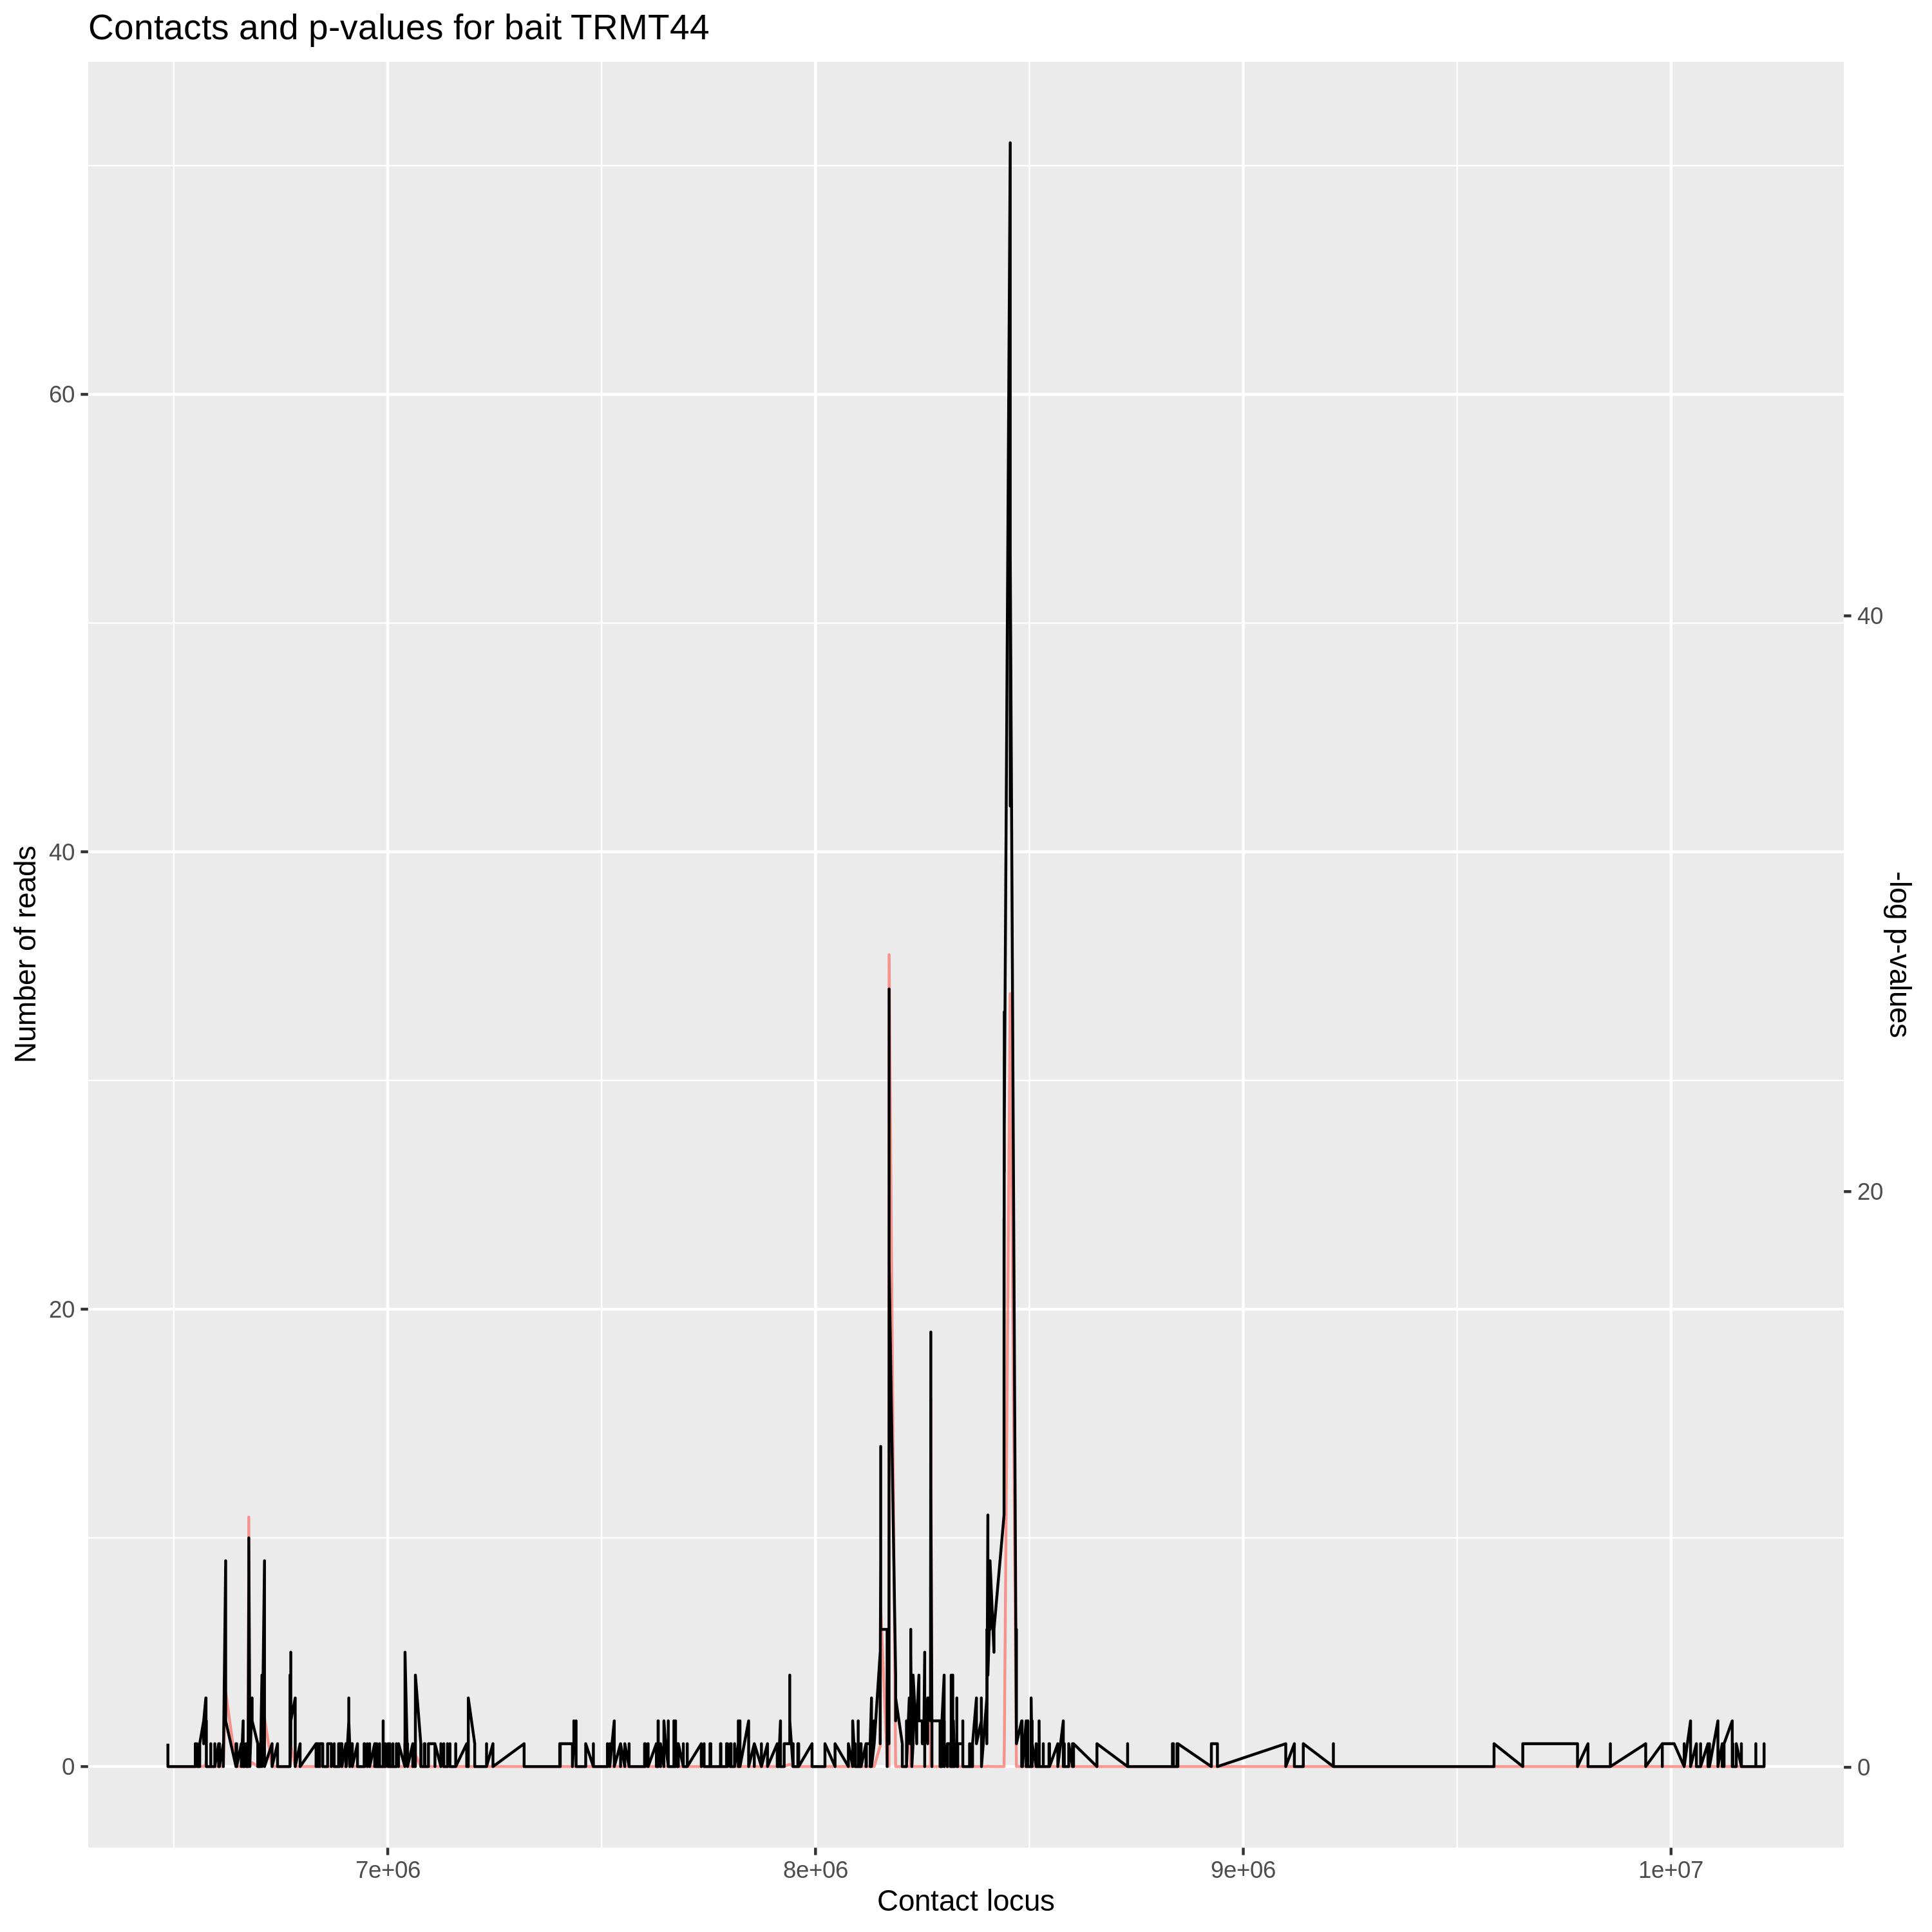 Contacts and p-values for bait TRMT44
60
40
20
0
Number of reads
40
20
0
-log p-values
7e+06
8e+06
9e+06
1e+07
Contact locus